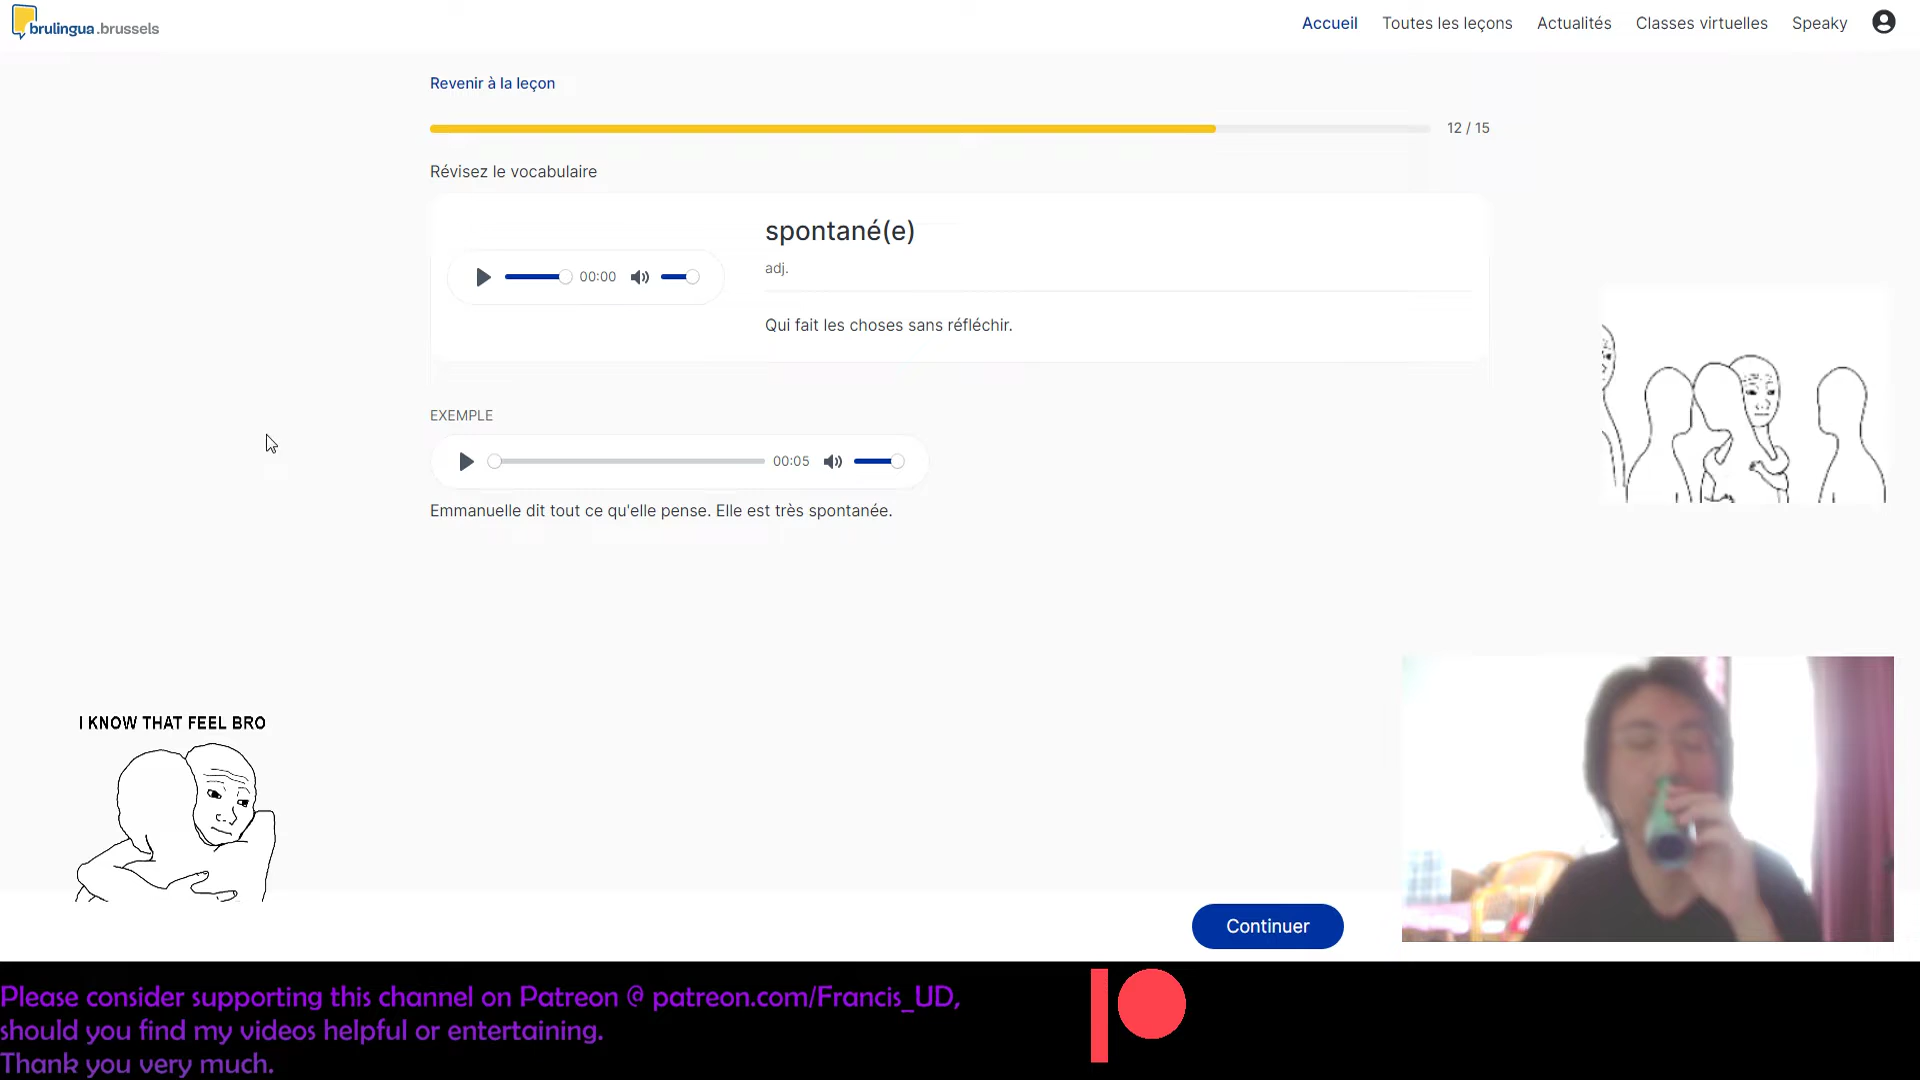 brulingua.brussels
Accueil
Toutes les leçons
Actualités
Classes virtuelles
Speaky
Revenir à la leçon
12 / 15
Révisez le vocabulaire
spontané(e)
adj.
00:00
Qui fait les choses sans réfléchir.
EXEMPLE
00:05
Emmanuelle dit tout ce qu'elle pense. Elle est très spontanée.
I KNOW THAT FEEL BRO
Continuer
Please consider supporting this channel on Patreon @ patreon.com/Francis_UD,
should you find my videos helpful or entertaining.
Thank you very much.